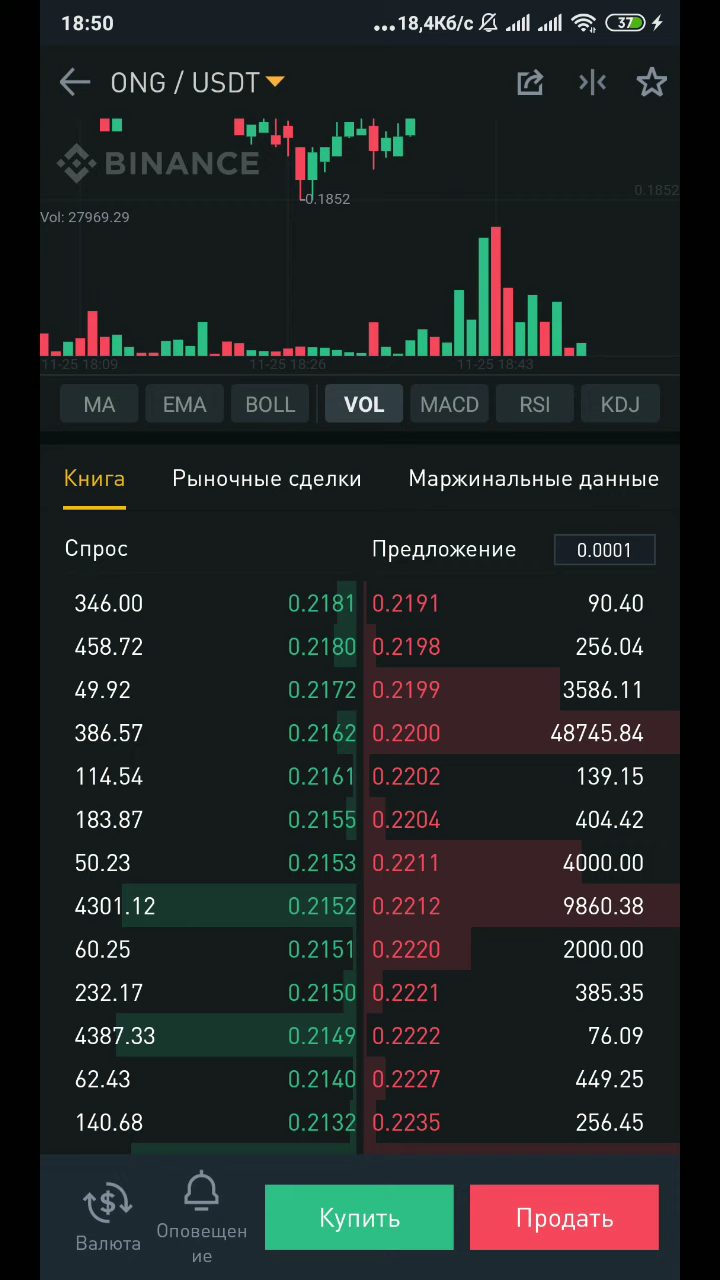 18:50
...18,4Кб/с
37
ONG / USDT
BINANCE
0.1852
0.1852
Vol: 27969.29
11-25 18:09 11-25 18:26 11-25 18:43
MA EMA BOLL VOL MACD RSI KDJ
Книга Рыночные сделки Маржинальные данные
Спрос Предложение 0.0001
346.00 0.2181 0.2191 90.40
458.72 0.2180 0.2198 256.04
49.92 0.2172 0.2199 3586.11
386.57 0.2162 0.2200 48745.84
114.54 0.2161 0.2202 139.15
183.87 0.2155 0.2204 404.42
50.23 0.2153 0.2211 4000.00
4301.12 0.2152 0.2212 9860.38
60.25 0.2151 0.2220 2000.00
232.17 0.2150 0.2221 385.35
4387.33 0.2149 0.2222 76.09
62.43 0.2140 0.2227 449.25
140.68 0.2132 0.2235 256.45
Валюта
Оповещен
ие
Купить
Продать